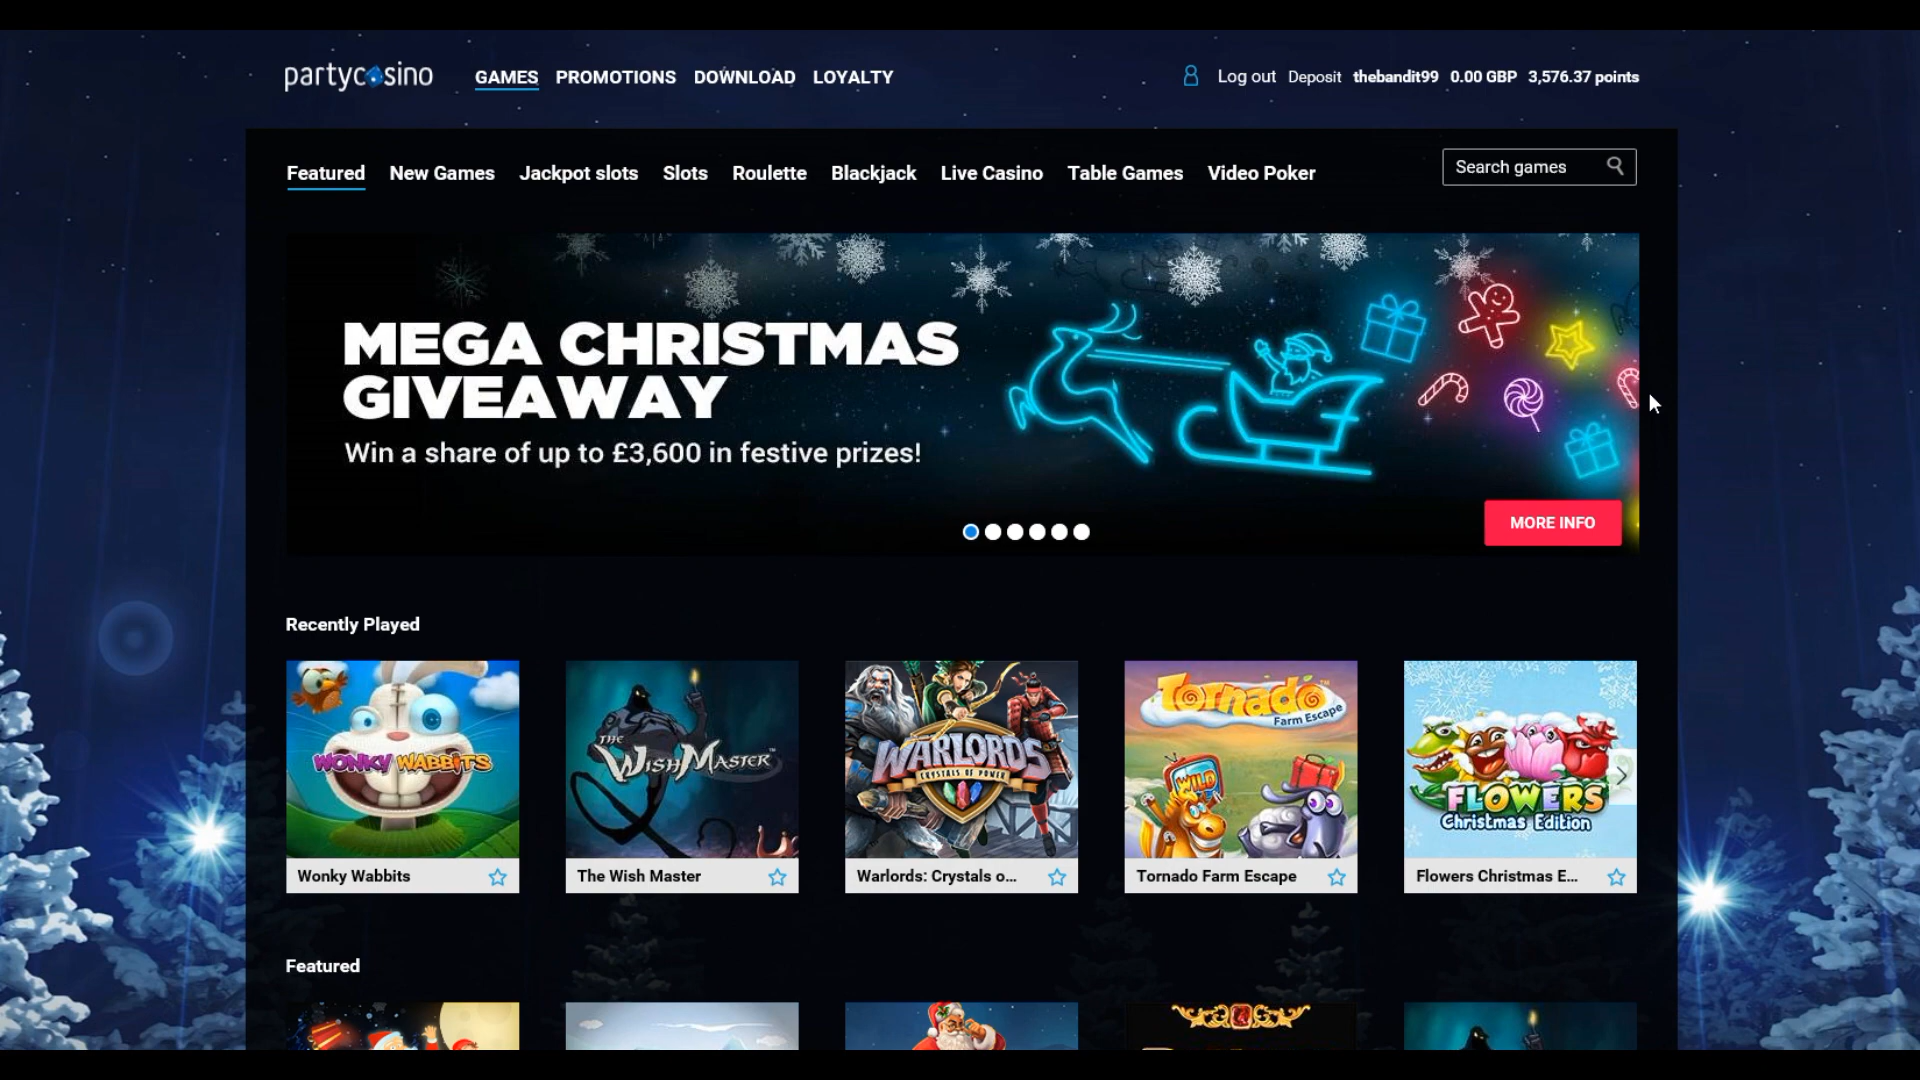 partycasino
GAMES PROMOTIONS DOWNLOAD LOYALTY
Log out Deposit thebandit99 0.00 GBP 3,576.37 points
Featured New Games Jackpot slots Slots Roulette Blackjack Live Casino Table Games Video Poker
Search games
MEGA CHRISTMAS
GIVEAWAY
Win a share of up to £3,600 in festive prizes!
MORE INFO
Recently Played
WONKY WABBITS
THE
WISHMASTER™
WARLORDS
CRYSTALS OF POWER
Tornado™
Farm Escape
WILD
FLOWERS
Christmas Edition
Wonky Wabbits
The Wish Master
Warlords: Crystals o...
Tornado Farm Escape
Flowers Christmas E...
Featured